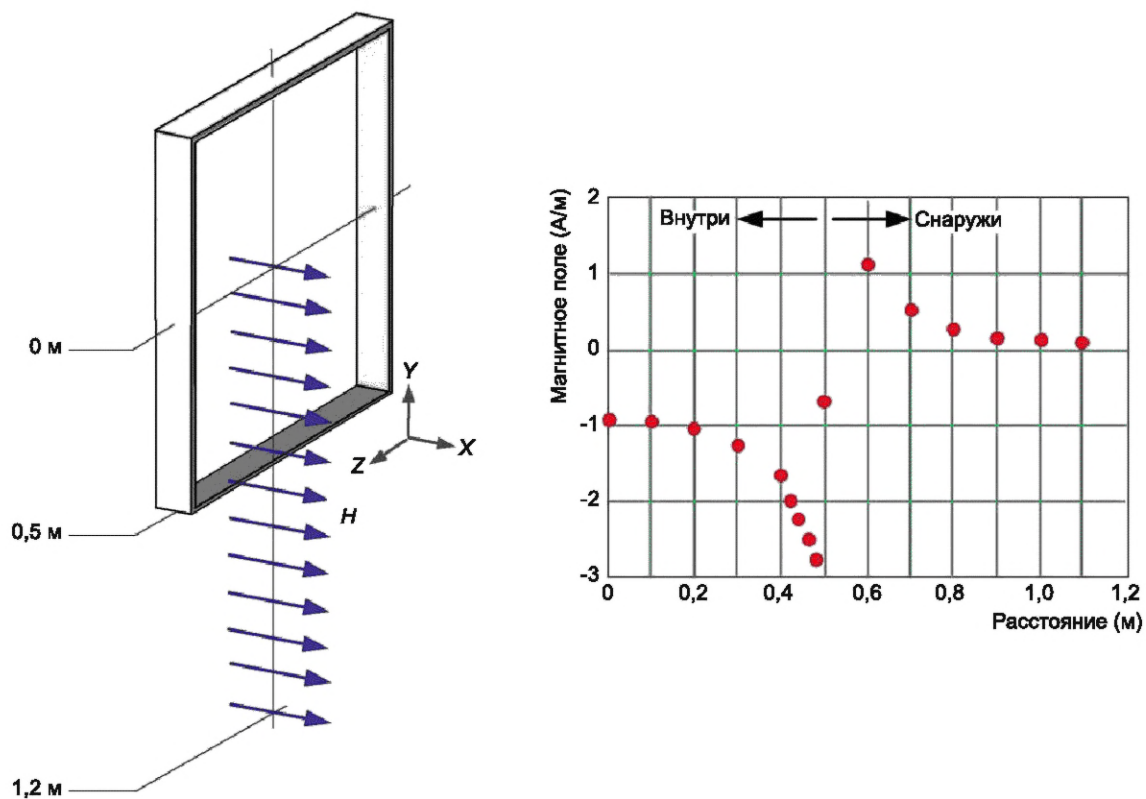 0 м
0,5 м
1,2 м
Y
X
Z
H
Магнитное поле (А/м)
2
1
0
-1
-2
-3
Внутри
Снаружи
0
0,2
0,4
0,6
0,8
1,0
1,2
Расстояние (м)